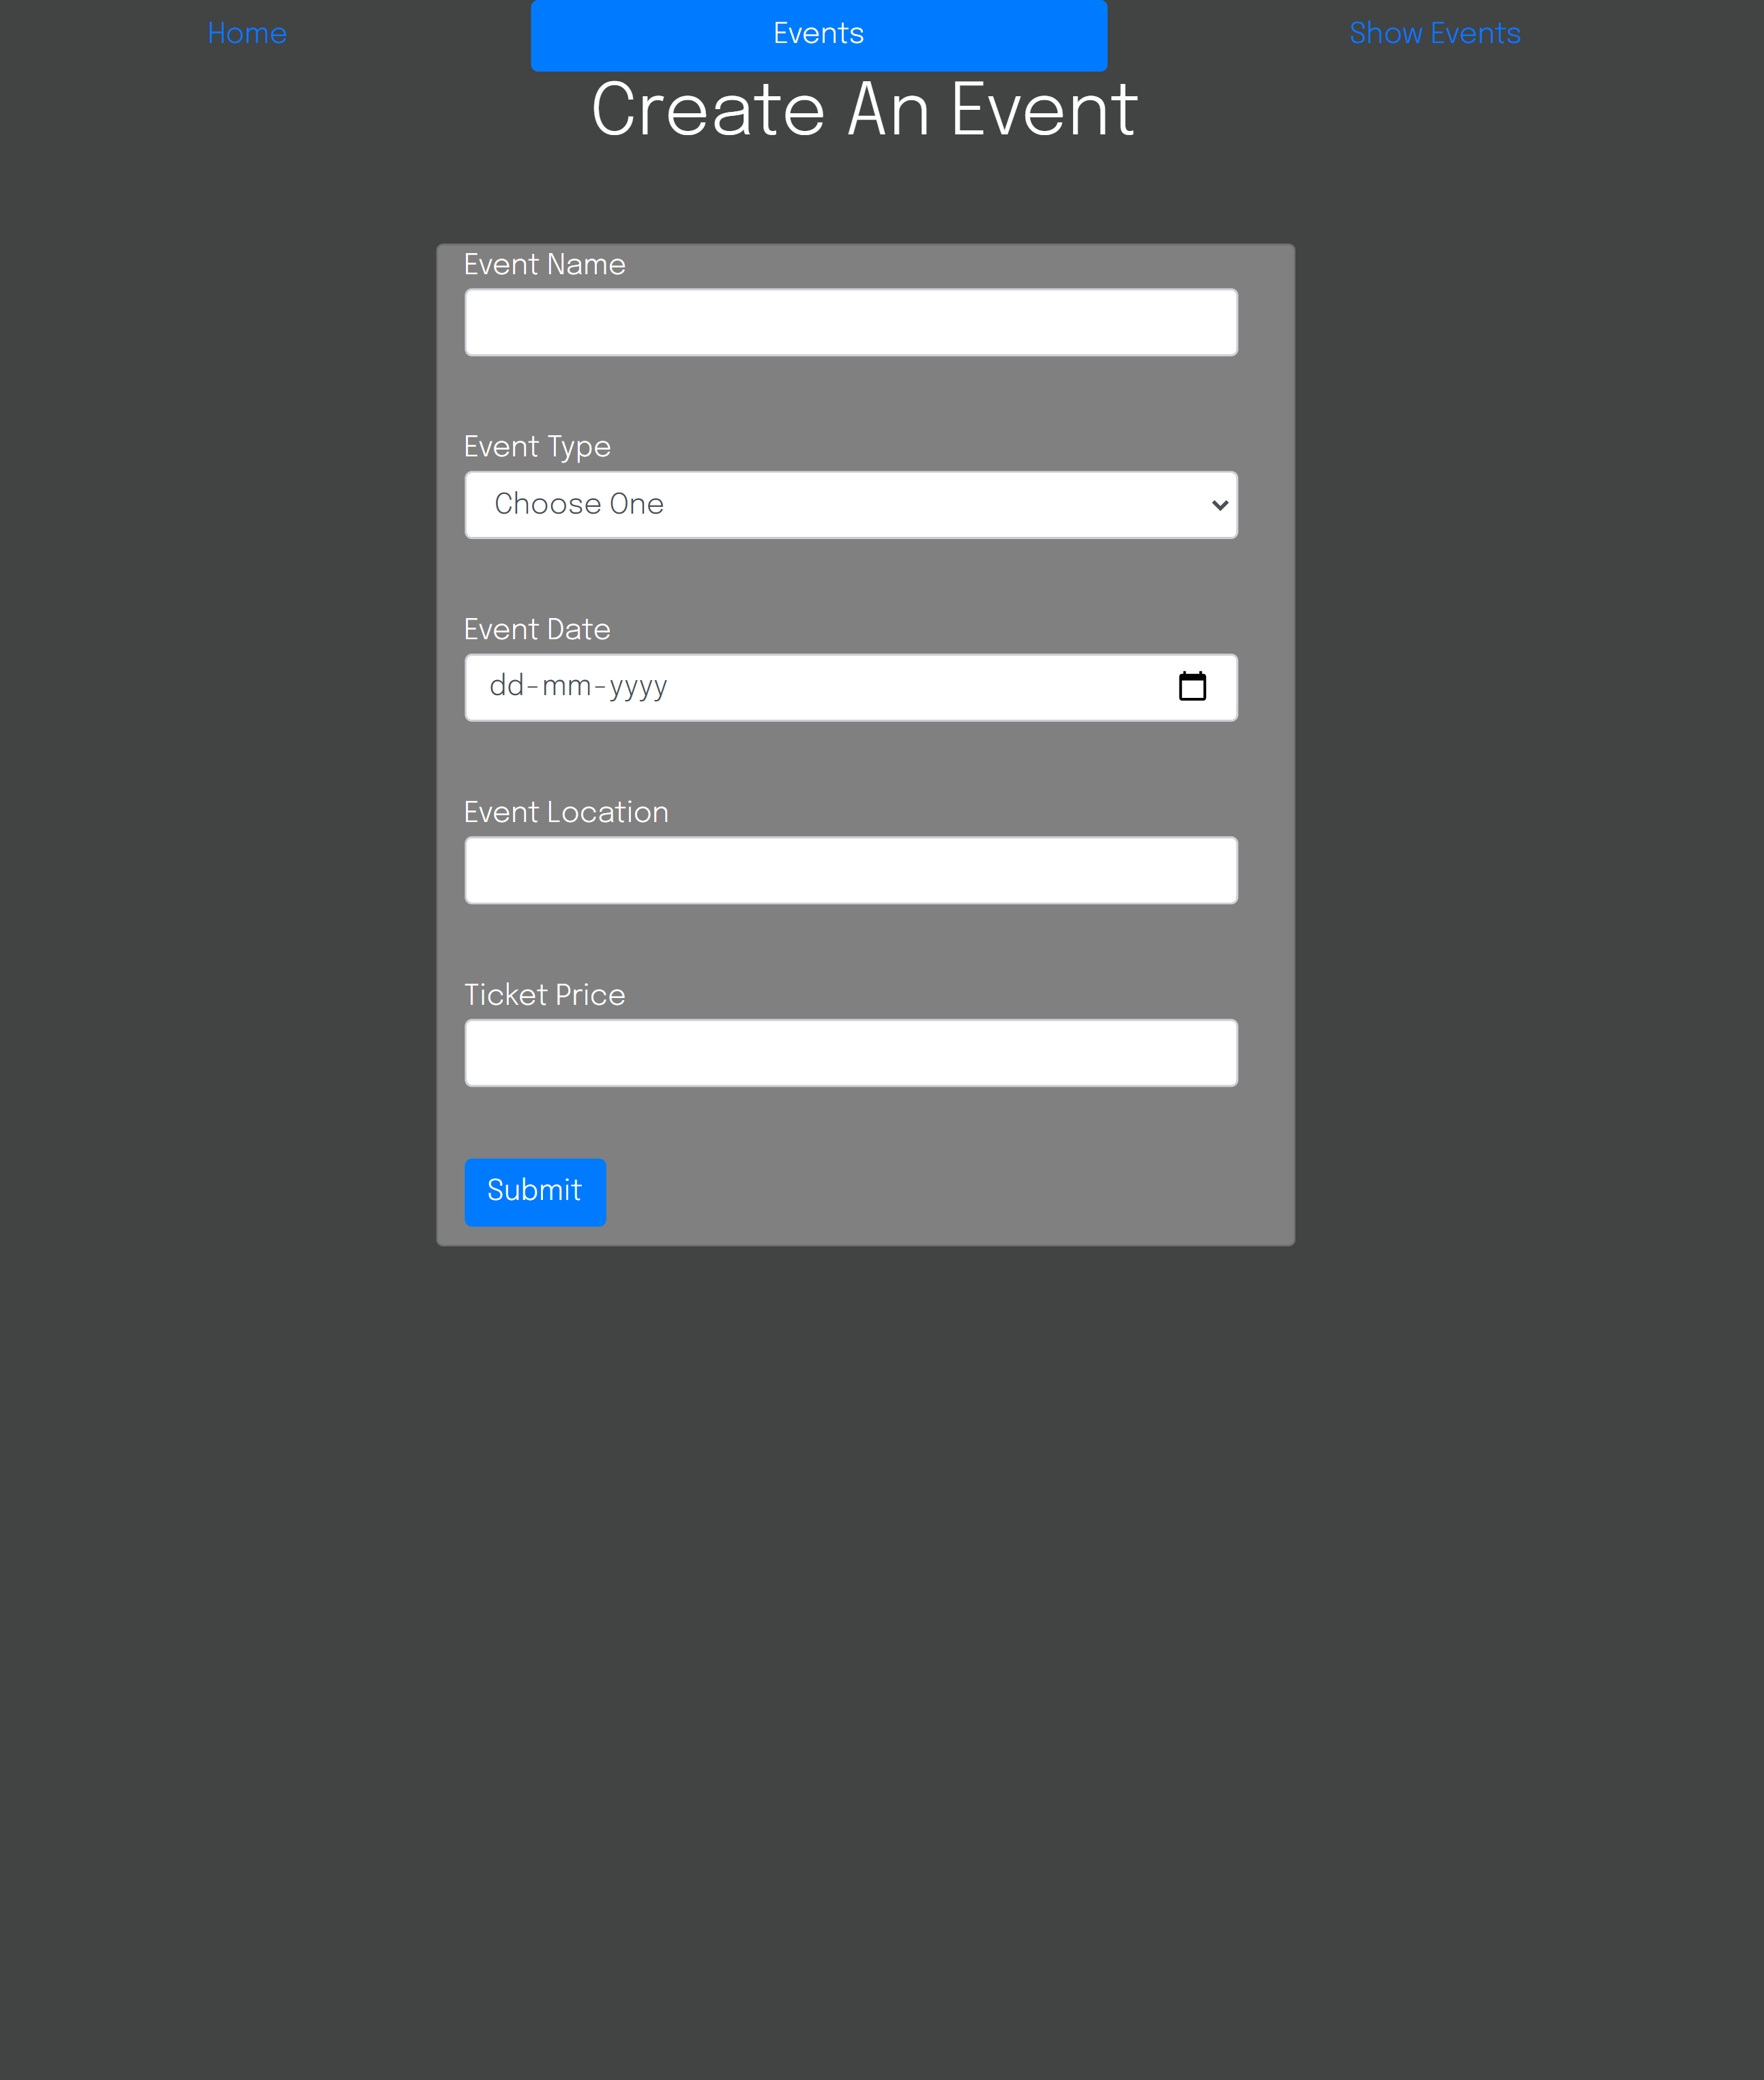 Home Events Show Events
Create An Event
Event Name
Event Type
Choose One
Event Date
dd-mm-yyyy
Event Location
Ticket Price
Submit